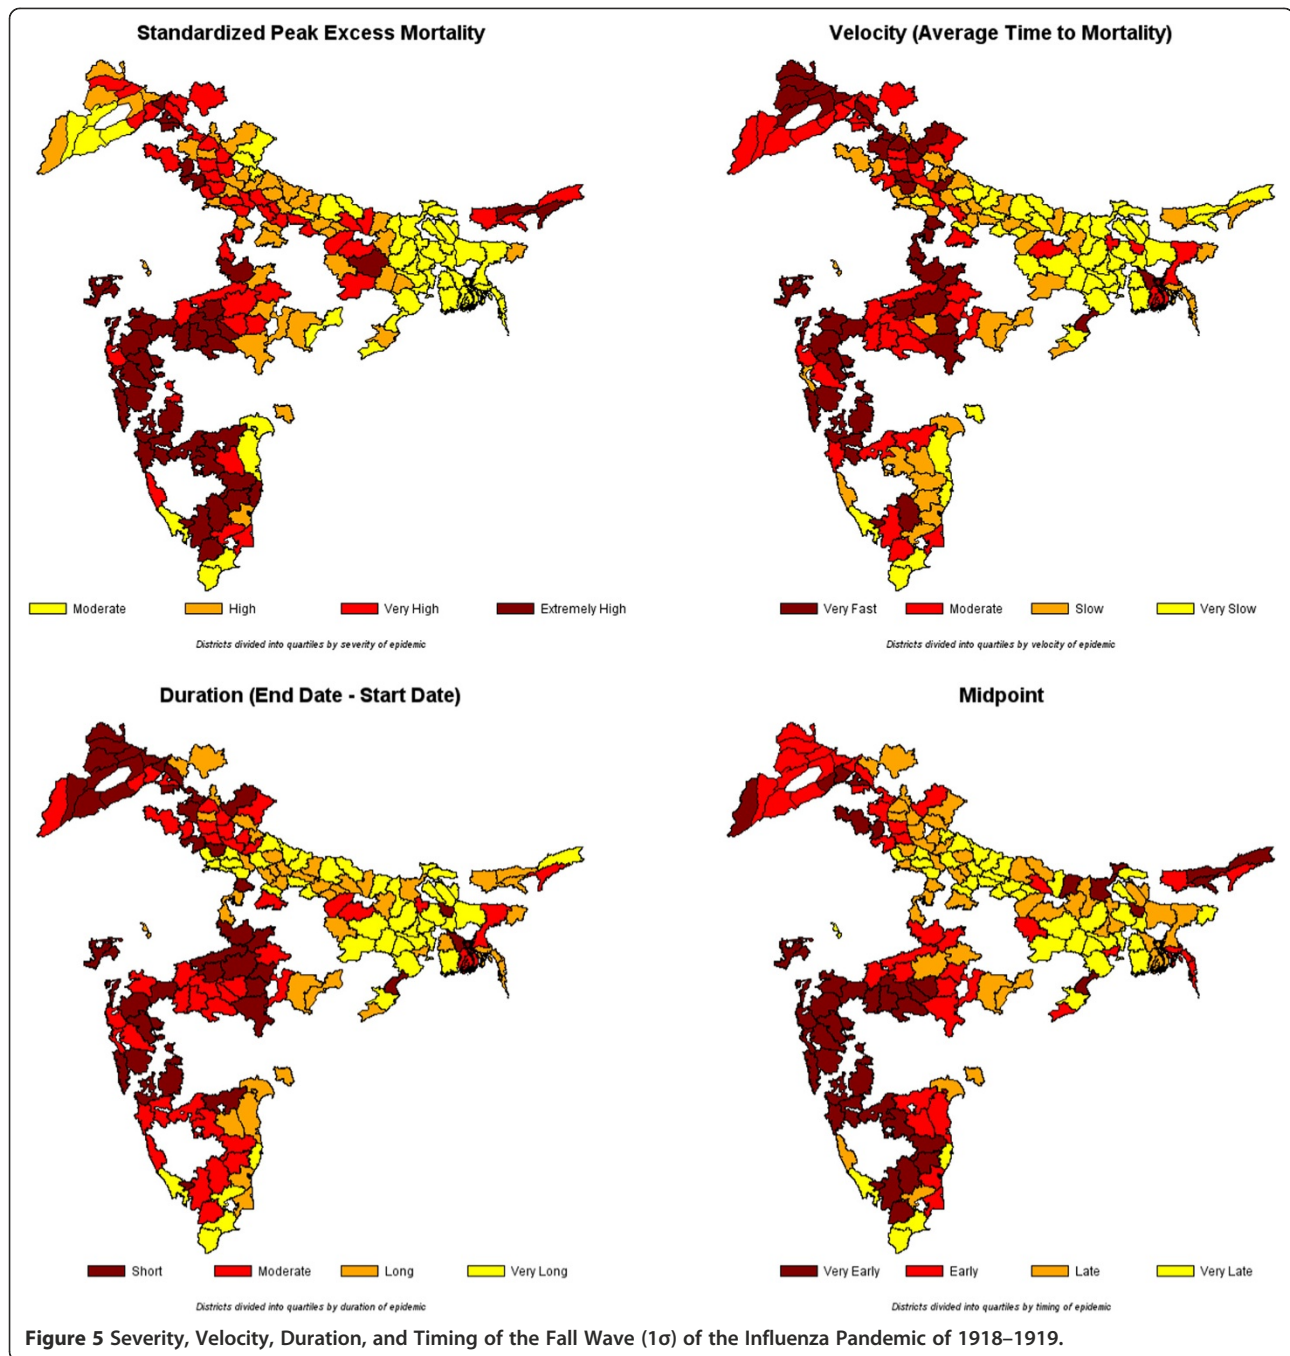 Standardized Peak Excess Mortality
Velocity (Average Time to Mortality)
Moderate High Very High Extremely High
Very Fast Moderate Slow Very Slow
Districts divided into quartiles by severity of epidemic
Districts divided into quartiles by velocity of epidemic
Duration (End Date - Start Date)
Midpoint
Short Moderate Long Very Long
Very Early Early Late Very Late
Districts divided into quartiles by duration of epidemic
Districts divided into quartiles by timing of epidemic
Figure 5 Severity, Velocity, Duration, and Timing of the Fall Wave (1σ) of the Influenza Pandemic of 1918–1919.